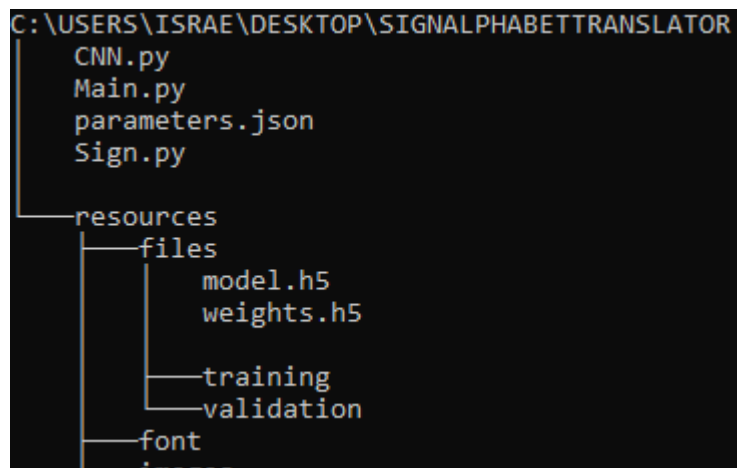 C:\USERS\ISRAE\DESKTOP\SIGNALPHABETTRANSLATOR
CNN.py
Main.py
parameters.json
Sign.py
resources
files
model.h5
weights.h5
training
validation
font